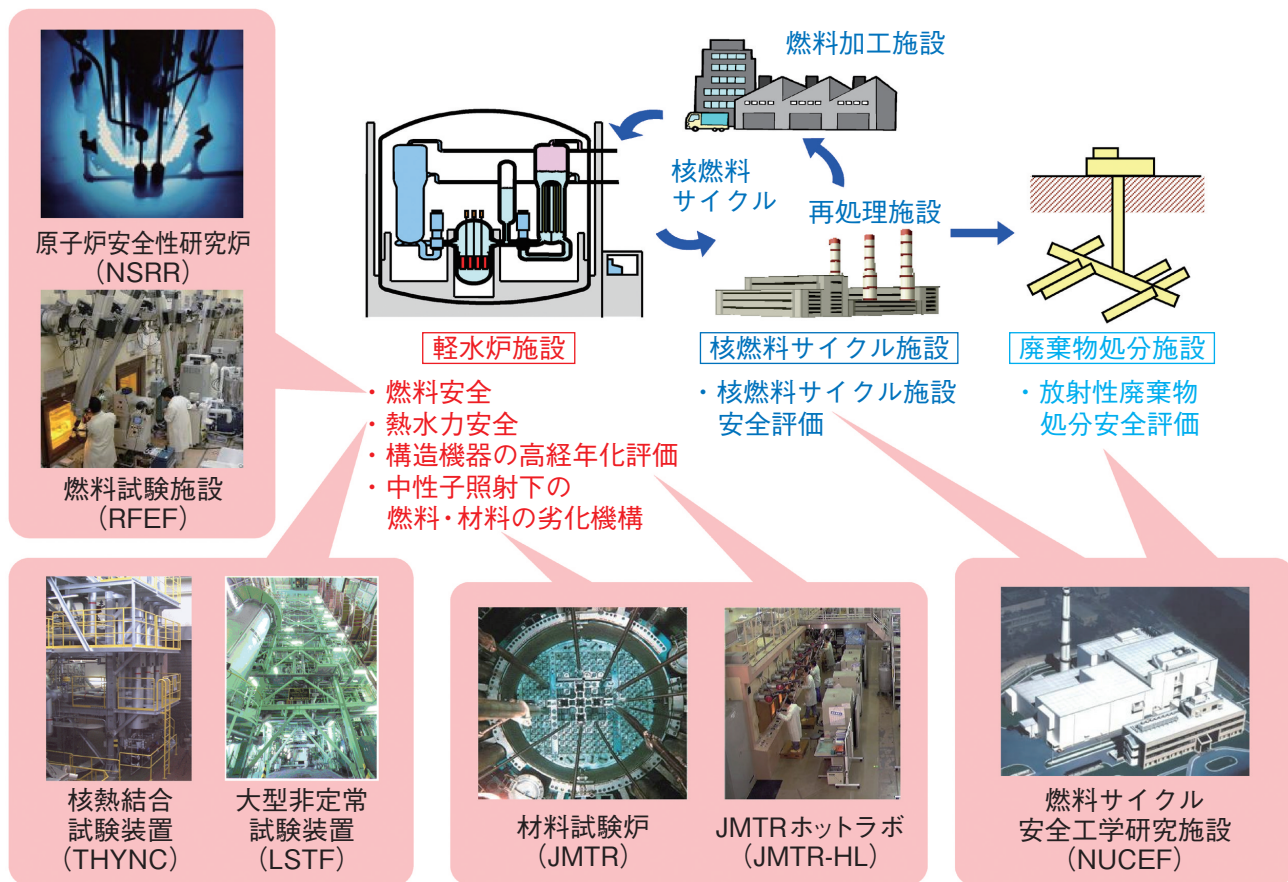 原子炉安全性研究炉
(NSRR)
燃料試験施設
(RFEF)
燃料加工施設
核燃料
サイクル
再処理施設
軽水炉施設
・燃料安全
・熱水力安全
・構造機器の高経年化評価
・中性子照射下の
燃料・材料の劣化機構
核燃料サイクル施設
・核燃料サイクル施設
安全評価
廃棄物処分施設
・放射性廃棄物
処分安全評価
核熱結合
試験装置
(THYNC)
大型非定常
試験装置
(LSTF)
材料試験炉
(JMTR)
JMTRホットラボ
(JMTR-HL)
燃料サイクル
安全工学研究施設
(NUCEF)